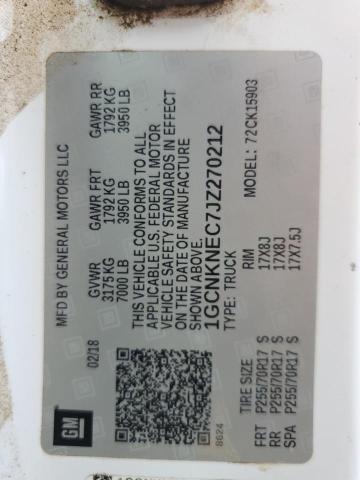 MFD BY GENERAL MOTORS LLC
02/18
GVWR GAWR FRT GAWR RR
3175 KG 1792 KG 1792 KG
7000 LB 3950 LB 3950 LB
THIS VEHICLE CONFORMS TO ALL
APPLICABLE U.S. FEDERAL MOTOR
VEHICLE SAFETY STANDARDS IN EFFECT
ON THE DATE OF MANUFACTURE
SHOWN ABOVE.
1GCNKNEC7JZ270212
TYPE: TRUCK MODEL: 72CK15903
GM
8624
TIRE SIZE RIM
FRT P255/70R17 S 17X8J
RR P255/70R17 S 17X8J
SPA P255/70R17 S 17X7.5J